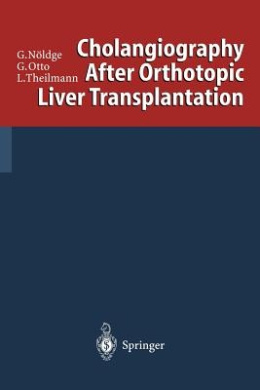 G.Nöldge
G.Otto
L.Theilmann
Cholangiography
After Orthotopic
Liver Transplantation
Springer